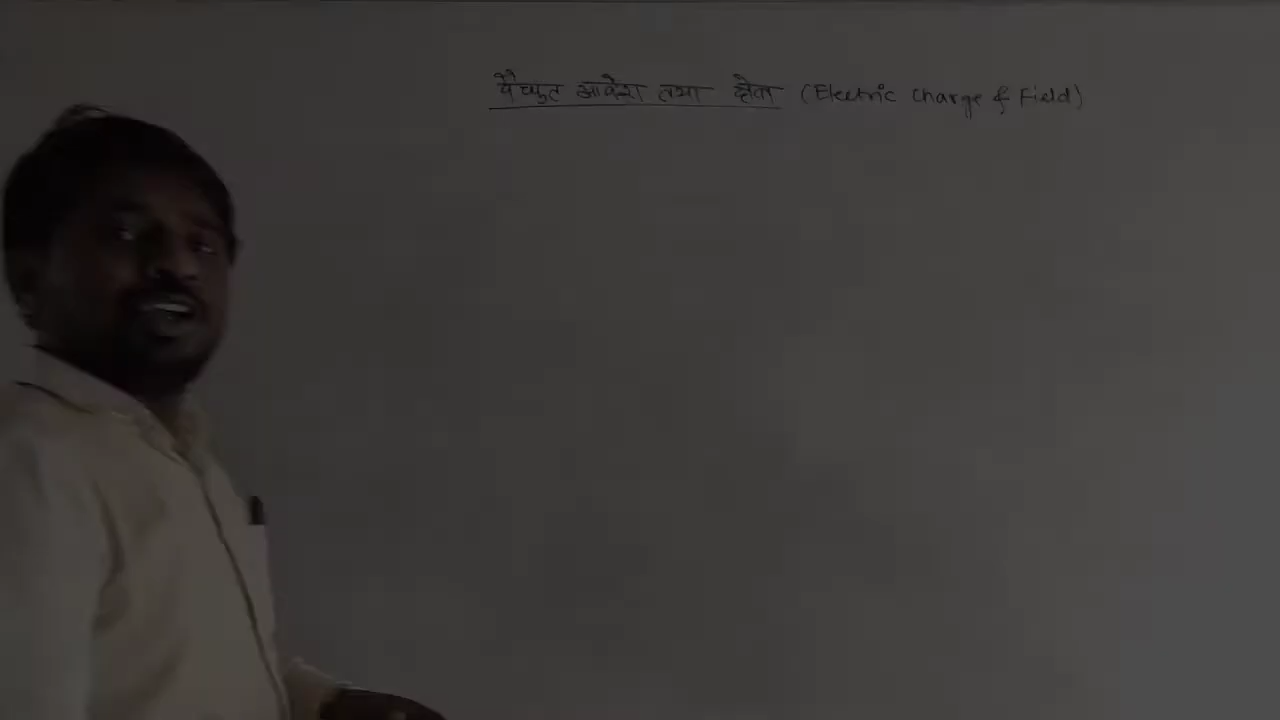 वैद्युत आवेश तथा क्षेत्र (Electric charge & Field)